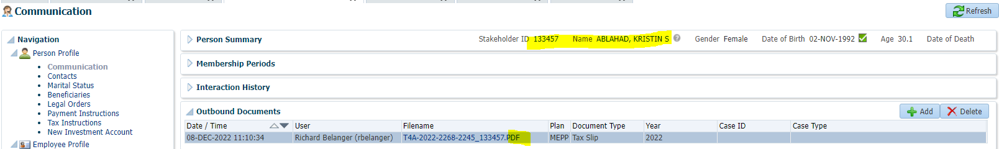 Communication
Refresh
Navigation
Person Profile
Communication
Contacts
Marital Status
Beneficiaries
Legal Orders
Payment Instructions
Tax Instructions
New Investment Account
Employee Profile
Person Summary Stakeholder ID 133457 Name ABLAHAD, KRISTIN S Gender Female Date of Birth 02-NOV-1992 Age 30.1 Date of Death
Membership Periods
Interaction History
Outbound Documents Add Delete
Date / Time User Filename Plan Document Type Year Case ID Case Type
08-DEC-2022 11:10:34 Richard Belanger (rbelanger) T4A-2022-2268-2245_133457.PDF MEPP Tax Slip 2022